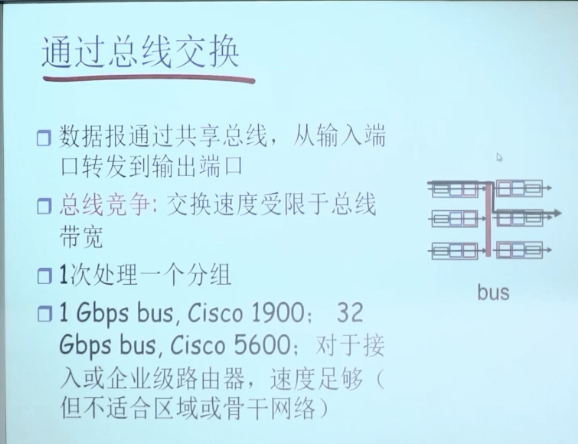 通过总线交换
数据报通过共享总线，从输入端
口转发到输出端口
总线竞争: 交换速度受限于总线
带宽
1次处理一个分组
1 Gbps bus, Cisco 1900； 32
Gbps bus, Cisco 5600；对于接
入或企业级路由器，速度足够（
但不适合区域或骨干网络）
bus